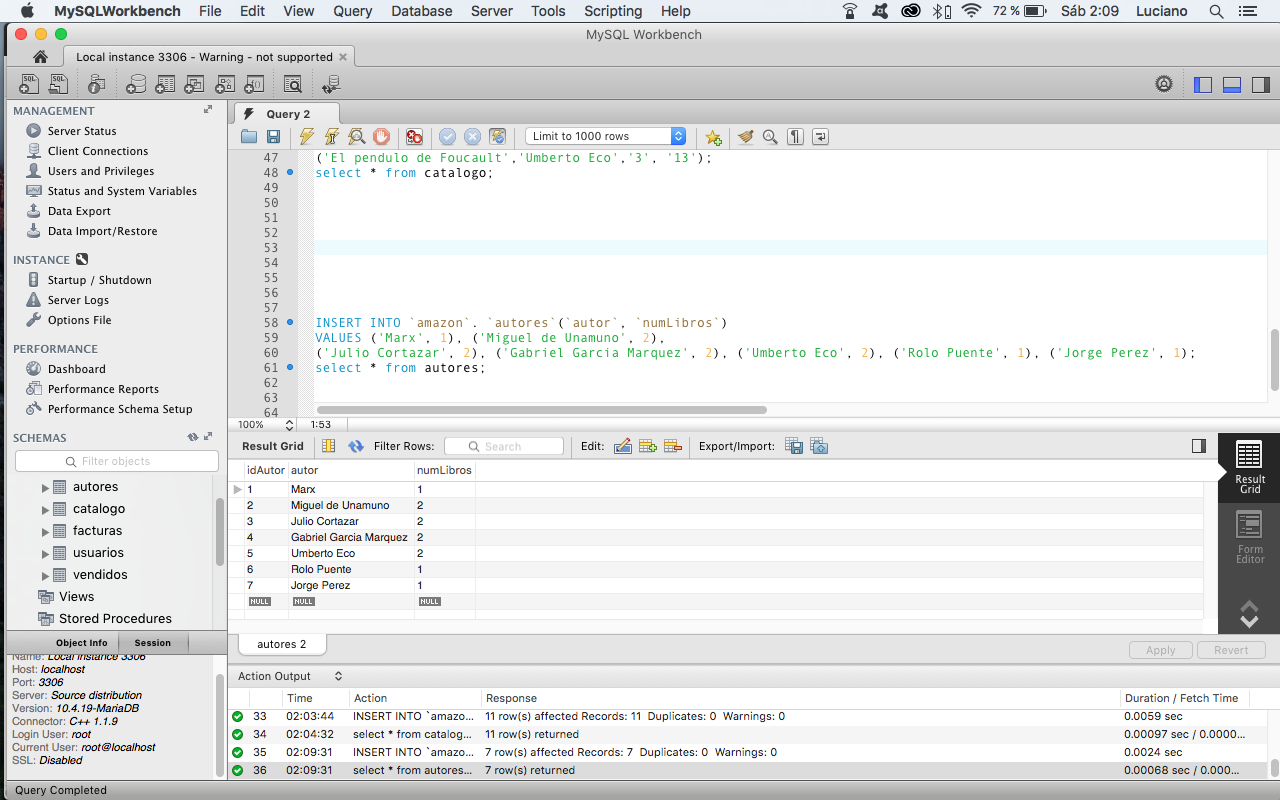 MySQLWorkbench File Edit View Query Database Server Tools Scripting Help 72 % Sáb 2:09 Luciano
MySQL Workbench
Local instance 3306 - Warning - not supported
MANAGEMENT
Server Status
Client Connections
Users and Privileges
Status and System Variables
Data Export
Data Import/Restore
INSTANCE
Startup / Shutdown
Server Logs
Options File
PERFORMANCE
Dashboard
Performance Reports
Performance Schema Setup
SCHEMAS
Filter objects
autores
catalogo
facturas
usuarios
vendidos
Views
Stored Procedures
Object Info Session
Name: Local instance 3306
Host: localhost
Port: 3306
Server: Source distribution
Version: 10.4.19-MariaDB
Connector: C++ 1.1.9
Login User: root
Current User: root@localhost
SSL: Disabled
Query 2
Limit to 1000 rows
47 ('El pendulo de Foucault','Umberto Eco','3', '13');
48 select * from catalogo;
49
50
51
52
53
54
55
56
57
58 INSERT INTO `amazon`. `autores`(`autor`, `numLibros`)
59 VALUES ('Marx', 1), ('Miguel de Unamuno', 2),
60 ('Julio Cortazar', 2), ('Gabriel Garcia Marquez', 2), ('Umberto Eco', 2), ('Rolo Puente', 1), ('Jorge Perez', 1);
61 select * from autores;
62
63
64
100% 1:53
Result Grid Filter Rows: Search Edit: Export/Import:
idAutor autor numLibros
1 Marx 1
2 Miguel de Unamuno 2
3 Julio Cortazar 2
4 Gabriel Garcia Marquez 2
5 Umberto Eco 2
6 Rolo Puente 1
7 Jorge Perez 1
NULL NULL NULL
Result
Grid
Form
Editor
autores 2
Apply Revert
Action Output
Time Action Response Duration / Fetch Time
33 02:03:44 INSERT INTO `amazo... 11 row(s) affected Records: 11 Duplicates: 0 Warnings: 0 0.0059 sec
34 02:04:32 select * from catalog... 11 row(s) returned 0.00097 sec / 0.0000...
35 02:09:31 INSERT INTO `amazo... 7 row(s) affected Records: 7 Duplicates: 0 Warnings: 0 0.0024 sec
36 02:09:31 select * from autores... 7 row(s) returned 0.00068 sec / 0.000...
Query Completed